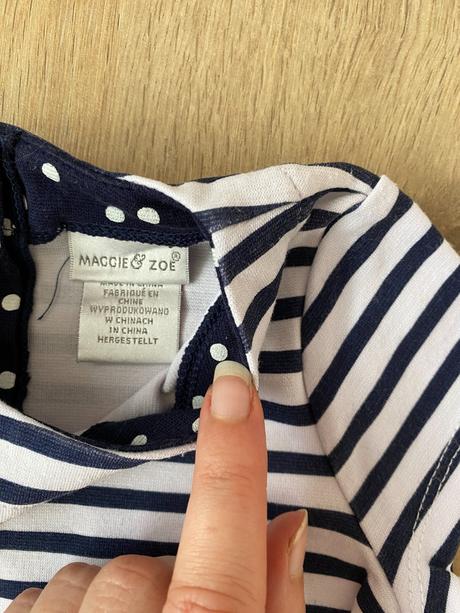 MAGGIE & ZOE®
MADE IN CHINA
FABRIQUÉ EN
CHINE
WYPRODUKOWANO
W CHINACH
IN CHINA
HERGESTELLT